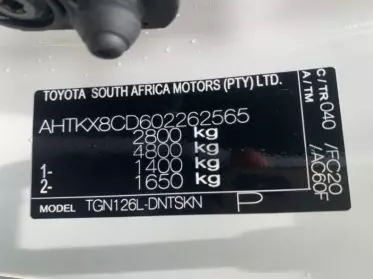 TOYOTA SOUTH AFRICA MOTORS (PTY) LTD.
AHTKX8CD602262565
2800 kg
4800 kg
1- 1400 kg
2- 1650 kg
MODEL TGN126L-DNTSKN P
C/TR 040 /FC20
A/TM /AC60F